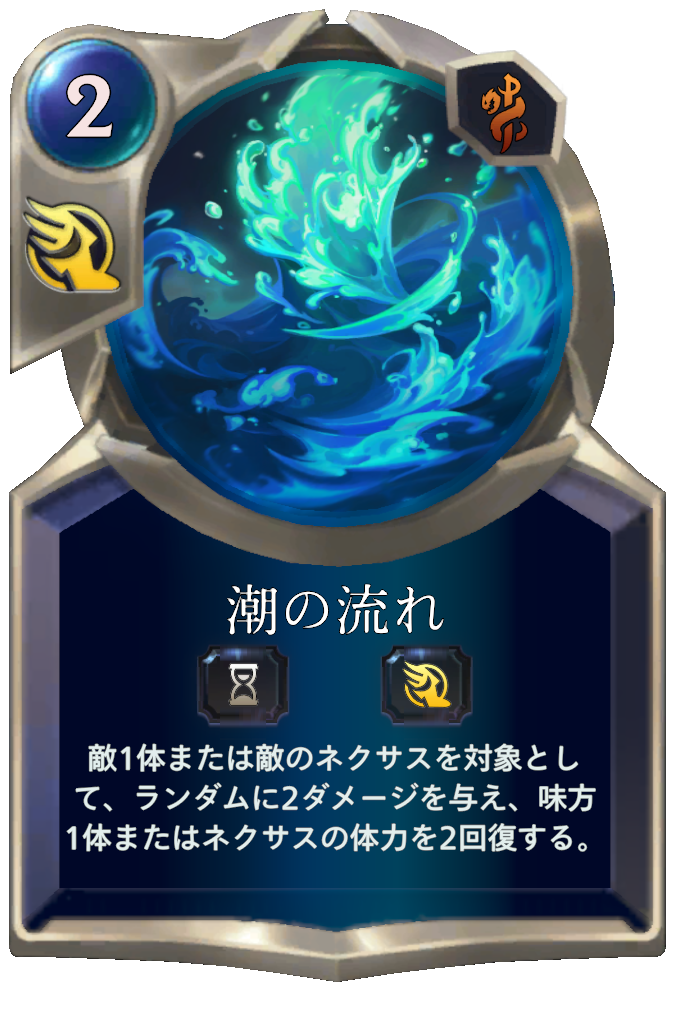 2
潮の流れ
敵1体または敵のネクサスを対象とし
て、ランダムに2ダメージを与え、味方
1体またはネクサスの体力を2回復する。